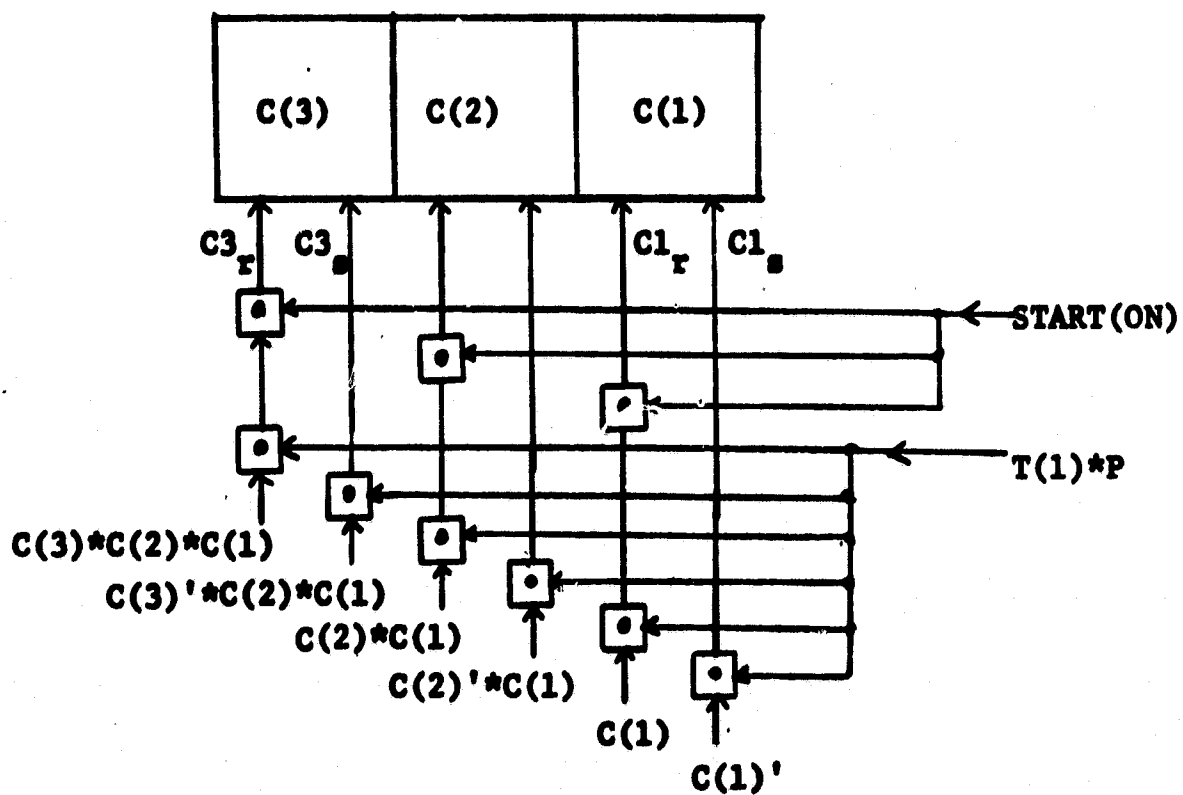 C(3) C(2) C(1)
C3r C3s C1r C1s
START(ON)
T(1)*P
C(3)*C(2)*C(1)
C(3)'*C(2)*C(1)
C(2)*C(1)
C(2)'*C(1)
C(1)
C(1)'